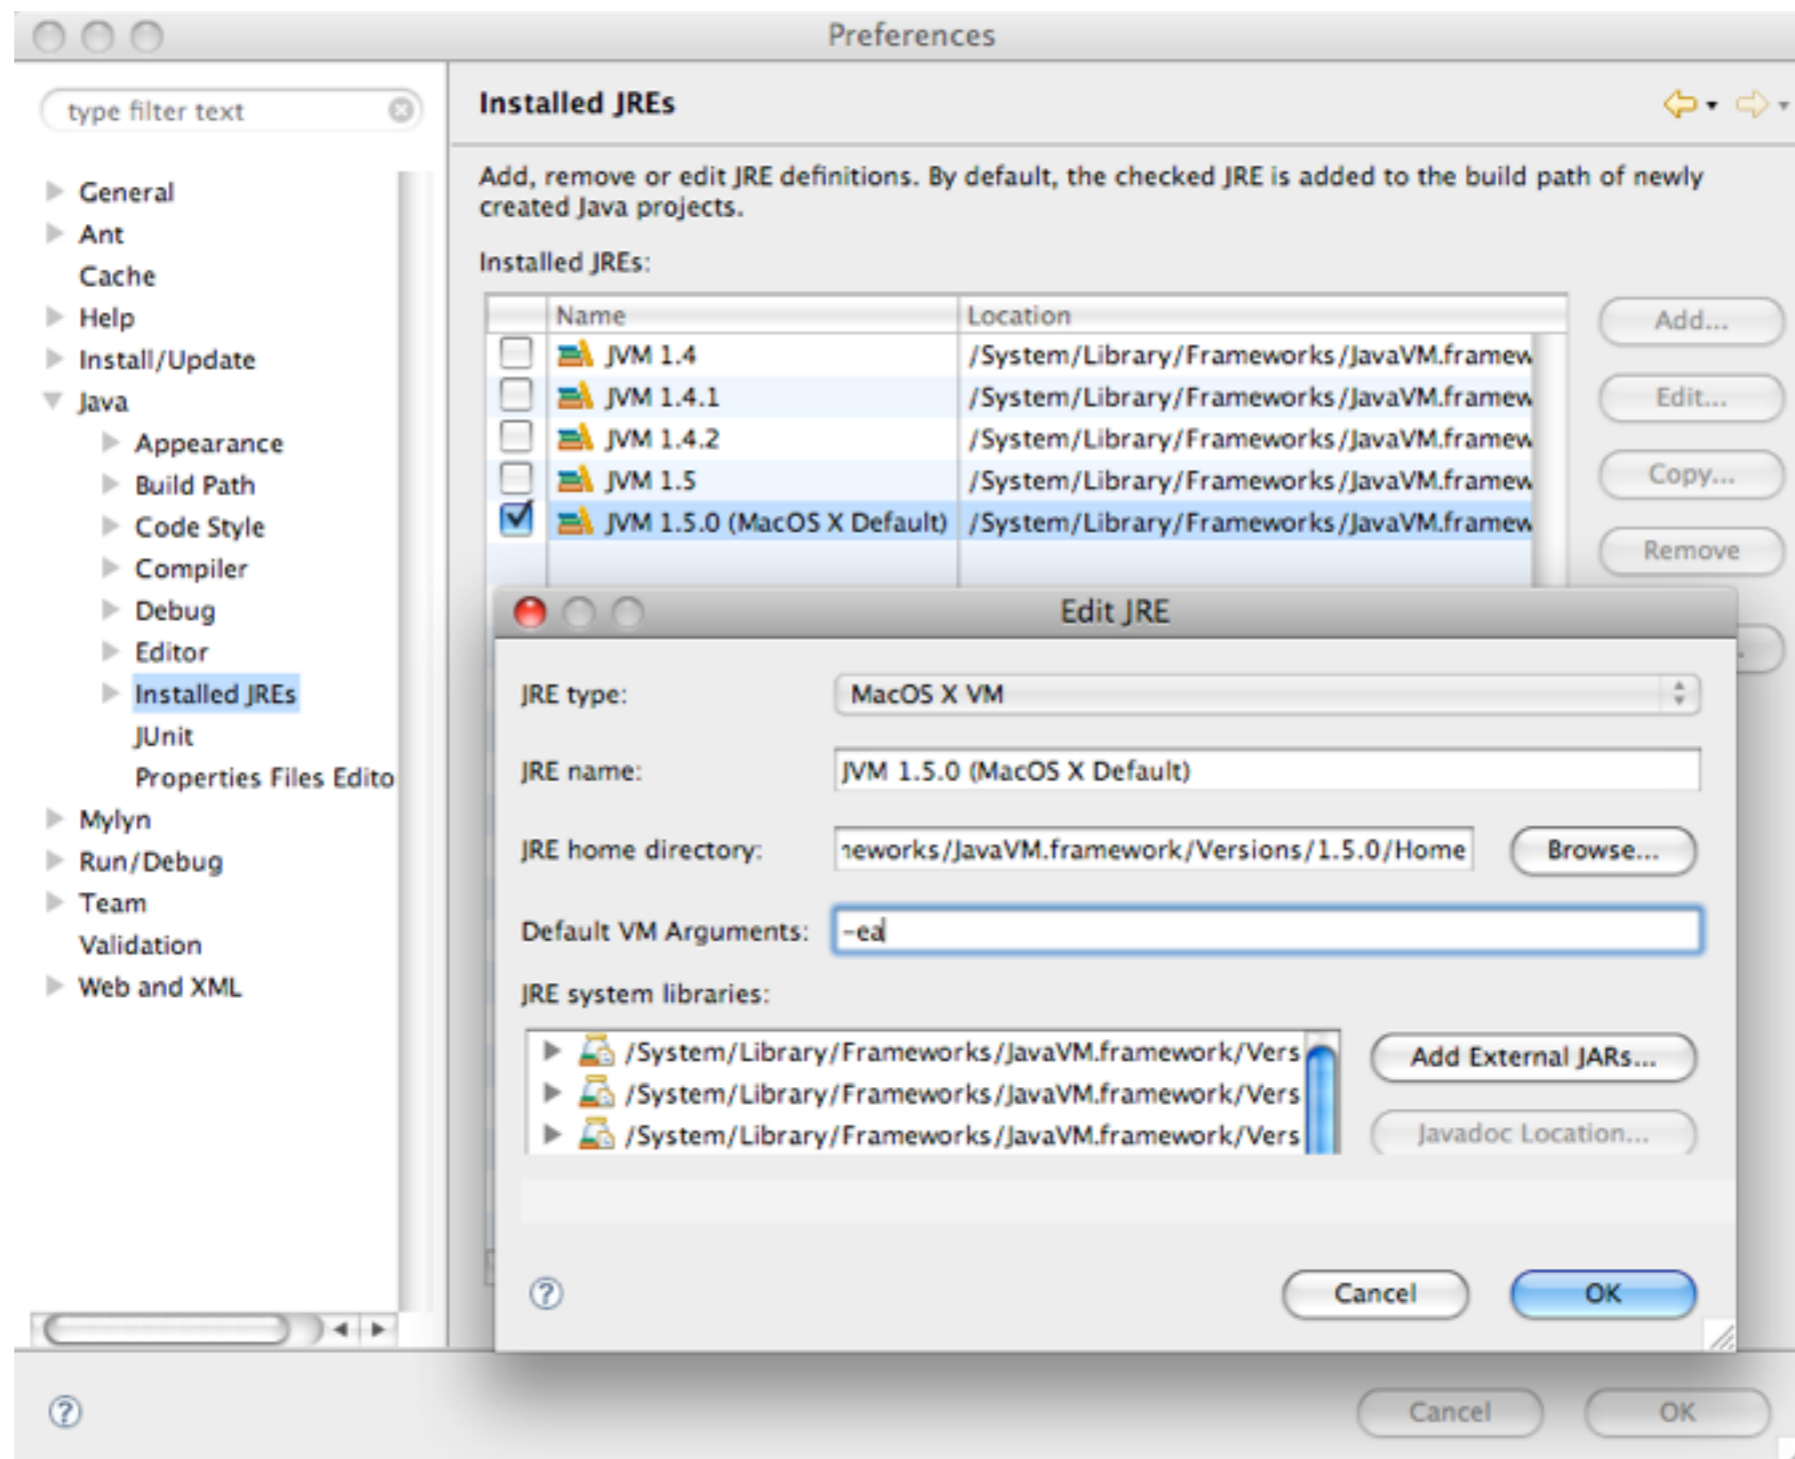 Preferences
type filter text
General
Ant
Cache
Help
Install/Update
Java
Appearance
Build Path
Code Style
Compiler
Debug
Editor
Installed JREs
JUnit
Properties Files Edito
Mylyn
Run/Debug
Team
Validation
Web and XML
Installed JREs
Add, remove or edit JRE definitions. By default, the checked JRE is added to the build path of newly
created Java projects.
Installed JREs:
Name Location
JVM 1.4 /System/Library/Frameworks/JavaVM.framew
JVM 1.4.1 /System/Library/Frameworks/JavaVM.framew
JVM 1.4.2 /System/Library/Frameworks/JavaVM.framew
JVM 1.5 /System/Library/Frameworks/JavaVM.framew
JVM 1.5.0 (MacOS X Default) /System/Library/Frameworks/JavaVM.framew
Add...
Edit...
Copy...
Remove
Edit JRE
JRE type: MacOS X VM
JRE name: JVM 1.5.0 (MacOS X Default)
JRE home directory: neworks/JavaVM.framework/Versions/1.5.0/Home Browse...
Default VM Arguments: -ea
JRE system libraries:
/System/Library/Frameworks/JavaVM.framework/Vers
/System/Library/Frameworks/JavaVM.framework/Vers
/System/Library/Frameworks/JavaVM.framework/Vers
Add External JARs...
Javadoc Location...
? Cancel OK
? Cancel OK